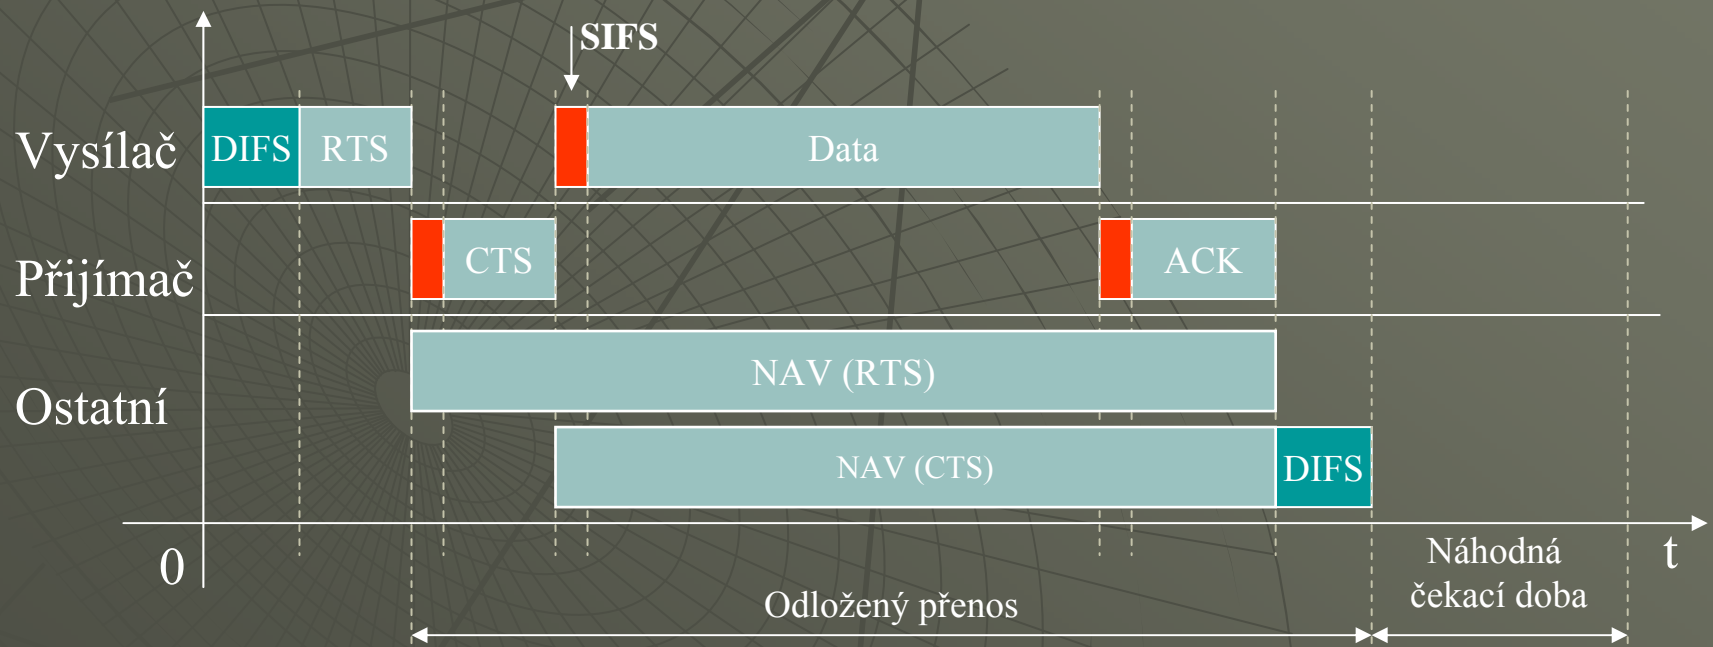 SIFS
Vysílač
DIFS
RTS
Data
Přijímač
CTS
ACK
Ostatní
NAV (RTS)
NAV (CTS)
DIFS
0
t
Náhodná
čekací doba
Odložený přenos